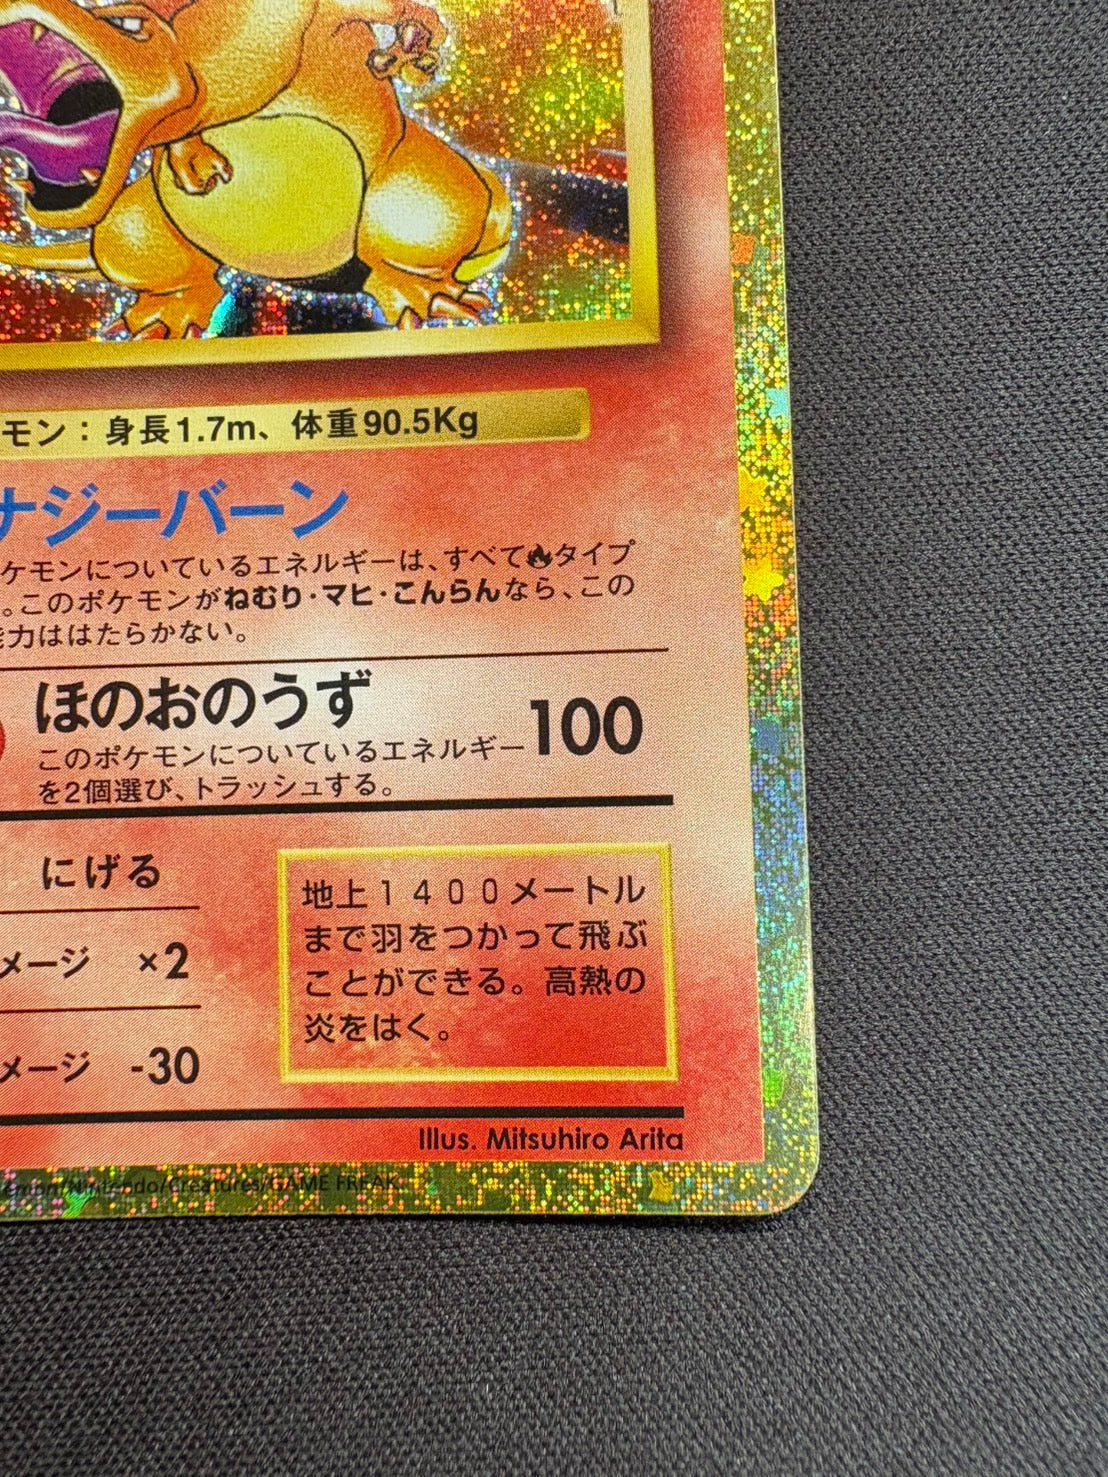 モン：身長1.7m、体重90.5Kg
ナジーバーン
ケモンについているエネルギーは、すべて🔥タイプ
。このポケモンがねむり・マヒ・こんらんなら、この
能力ははたらかない。
ほのおのうず 100
このポケモンについているエネルギー
を2個選び、トラッシュする。
にげる
メージ ×2
メージ -30
地上１４００メートル
まで羽をつかって飛ぶ
ことができる。高熱の
炎をはく。
Illus. Mitsuhiro Arita
émon/Nintendo/Creatures/GAME FREAK.